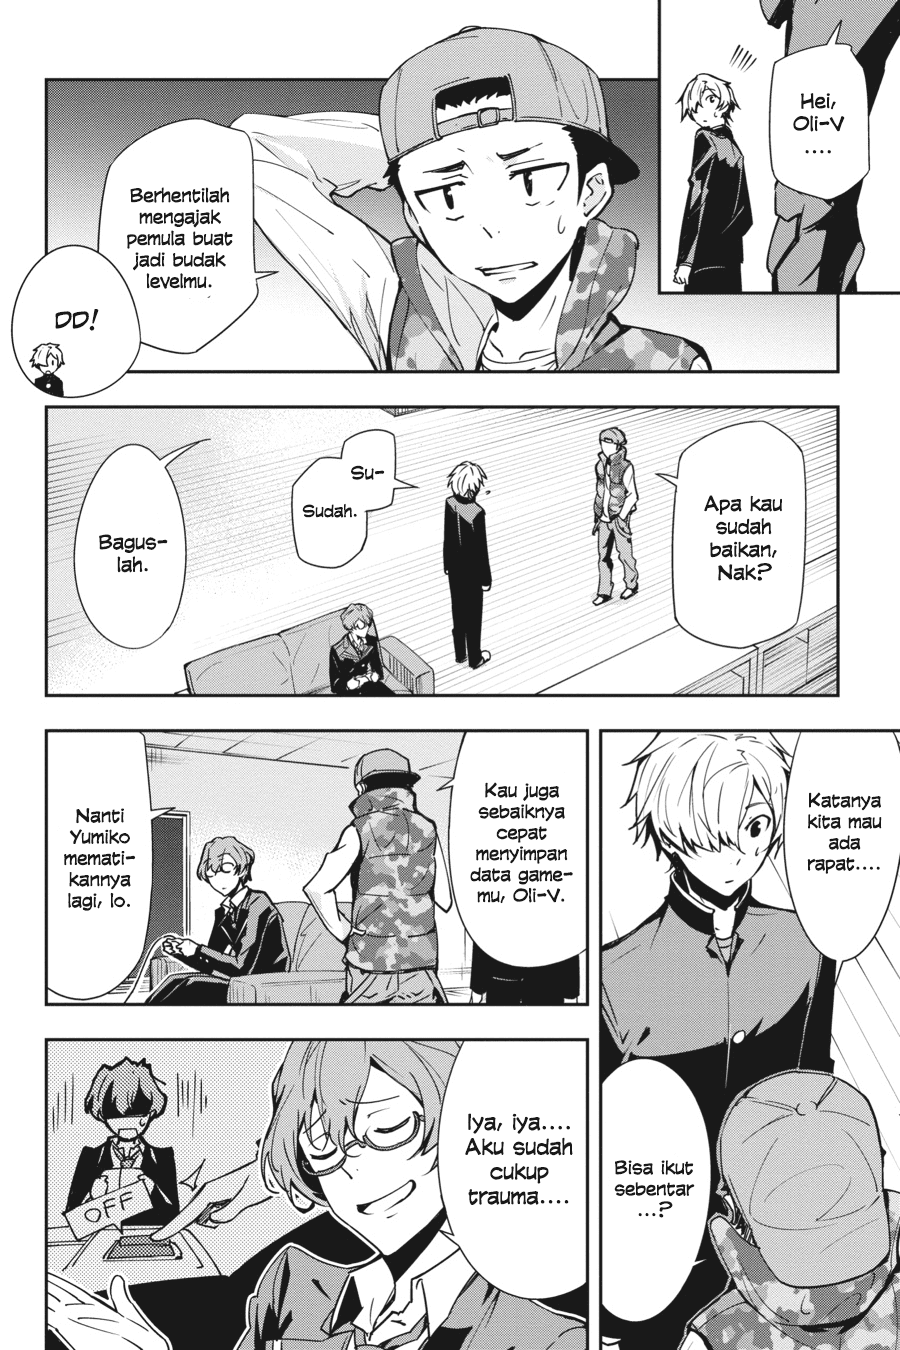 Hei,
Oli-V
....
Berhentilah
mengajak
pemula buat
jadi budak
levelmu.
DD!
Apa kau
sudah
baikan,
Nak?
Su-
Sudah.
Bagus-
lah.
Katanya
kita mau
ada
rapat....
Bisa ikut
sebentar
...?
Kau juga
sebaiknya
cepat
menyimpan
data game-
mu, Oli-V.
Nanti
Yumiko
memati-
kannya
lagi, lo.
Iya, iya....
Aku sudah
cukup
trauma....
OFF